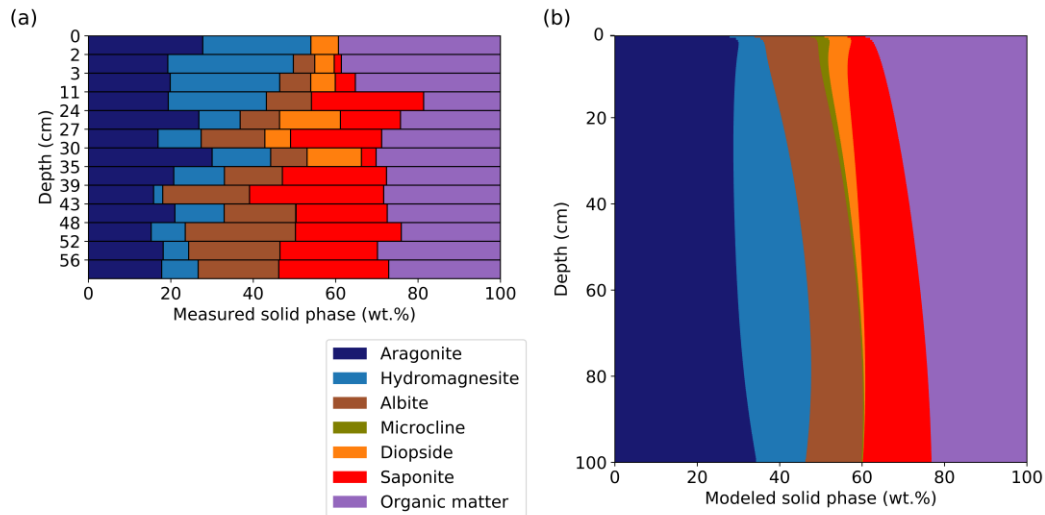 (a)
0
2
3
11
24
27
30
35
39
43
48
52
56
Depth (cm)
0 20 40 60 80 100
Measured solid phase (wt.%)
Aragonite
Hydromagnesite
Albite
Microcline
Diopside
Saponite
Organic matter
(b)
0
20
40
60
80
100
Depth (cm)
0 20 40 60 80 100
Modeled solid phase (wt.%)